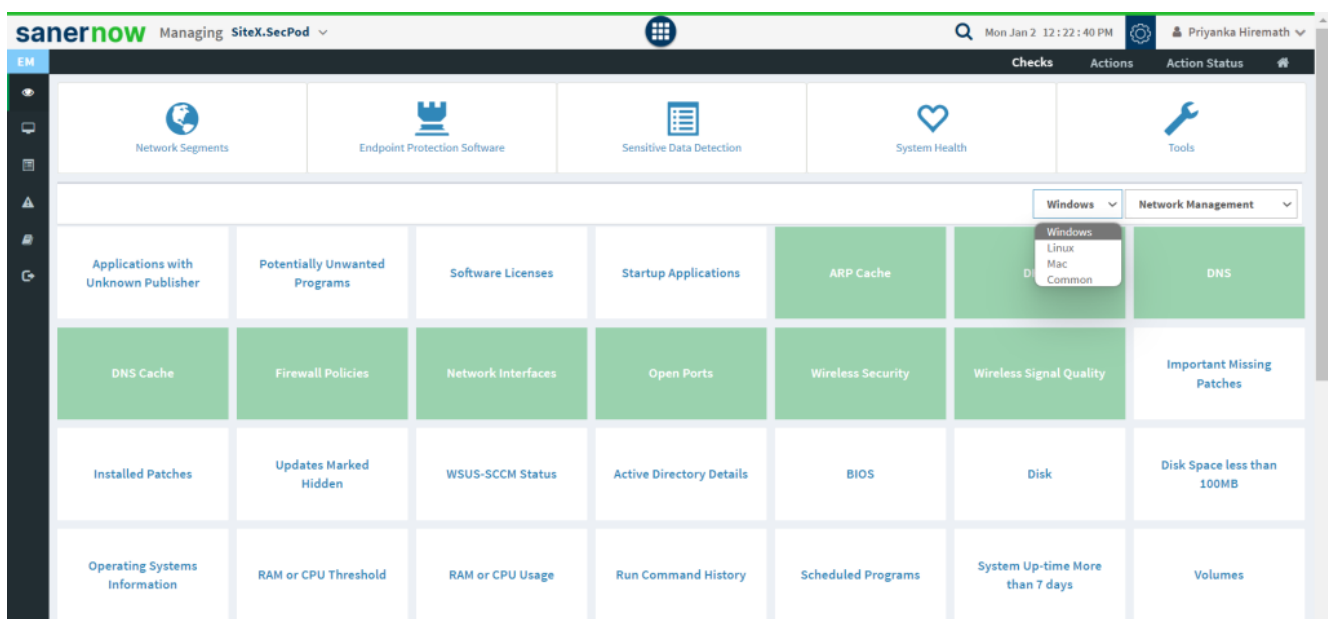 sanernow Managing SiteX.SecPod Mon Jan 2 12:22:40 PM Priyanka Hiremath
EM Checks Actions Action Status
Network Segments Endpoint Protection Software Sensitive Data Detection System Health Tools
Windows Network Management
Windows
Linux
Mac
Common
Applications with
Unknown Publisher
Potentially Unwanted
Programs
Software Licenses
Startup Applications
ARP Cache
DNS
DNS Cache
Firewall Policies
Network Interfaces
Open Ports
Wireless Security
Wireless Signal Quality
Important Missing
Patches
Installed Patches
Updates Marked
Hidden
WSUS-SCCM Status
Active Directory Details
BIOS
Disk
Disk Space less than
100MB
Operating Systems
Information
RAM or CPU Threshold
RAM or CPU Usage
Run Command History
Scheduled Programs
System Up-time More
than 7 days
Volumes